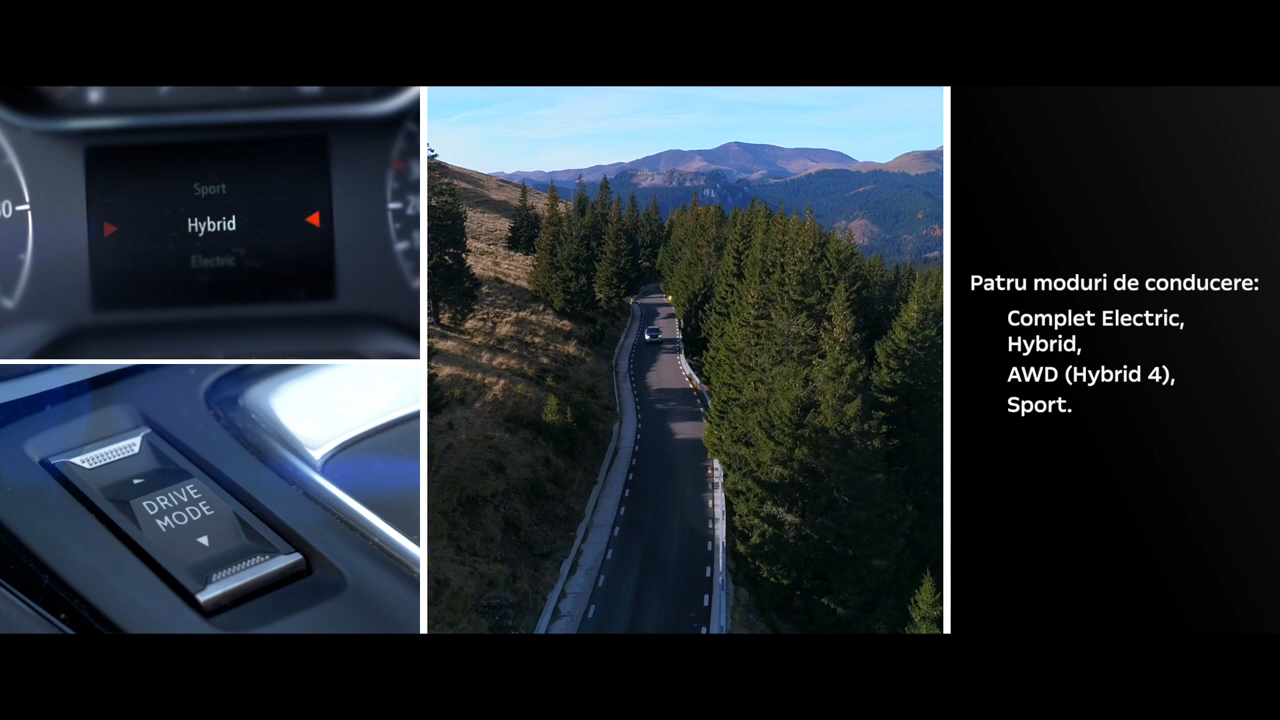 Sport
Hybrid
Electric
DRIVE
MODE
Patru moduri de conducere:
Complet Electric,
Hybrid,
AWD (Hybrid 4),
Sport.